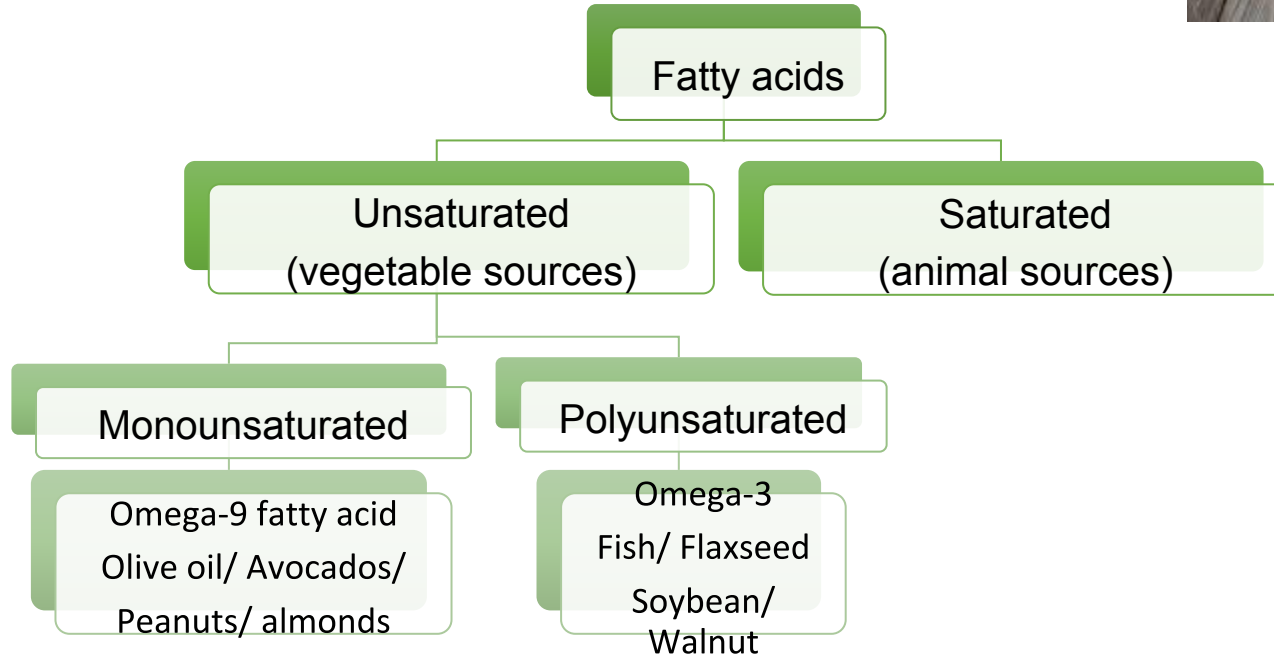 Fatty acids
Unsaturated
(vegetable sources)
Saturated
(animal sources)
Monounsaturated
Polyunsaturated
Omega-9 fatty acid
Olive oil/ Avocados/
Peanuts/ almonds
Omega-3
Fish/ Flaxseed
Soybean/
Walnut